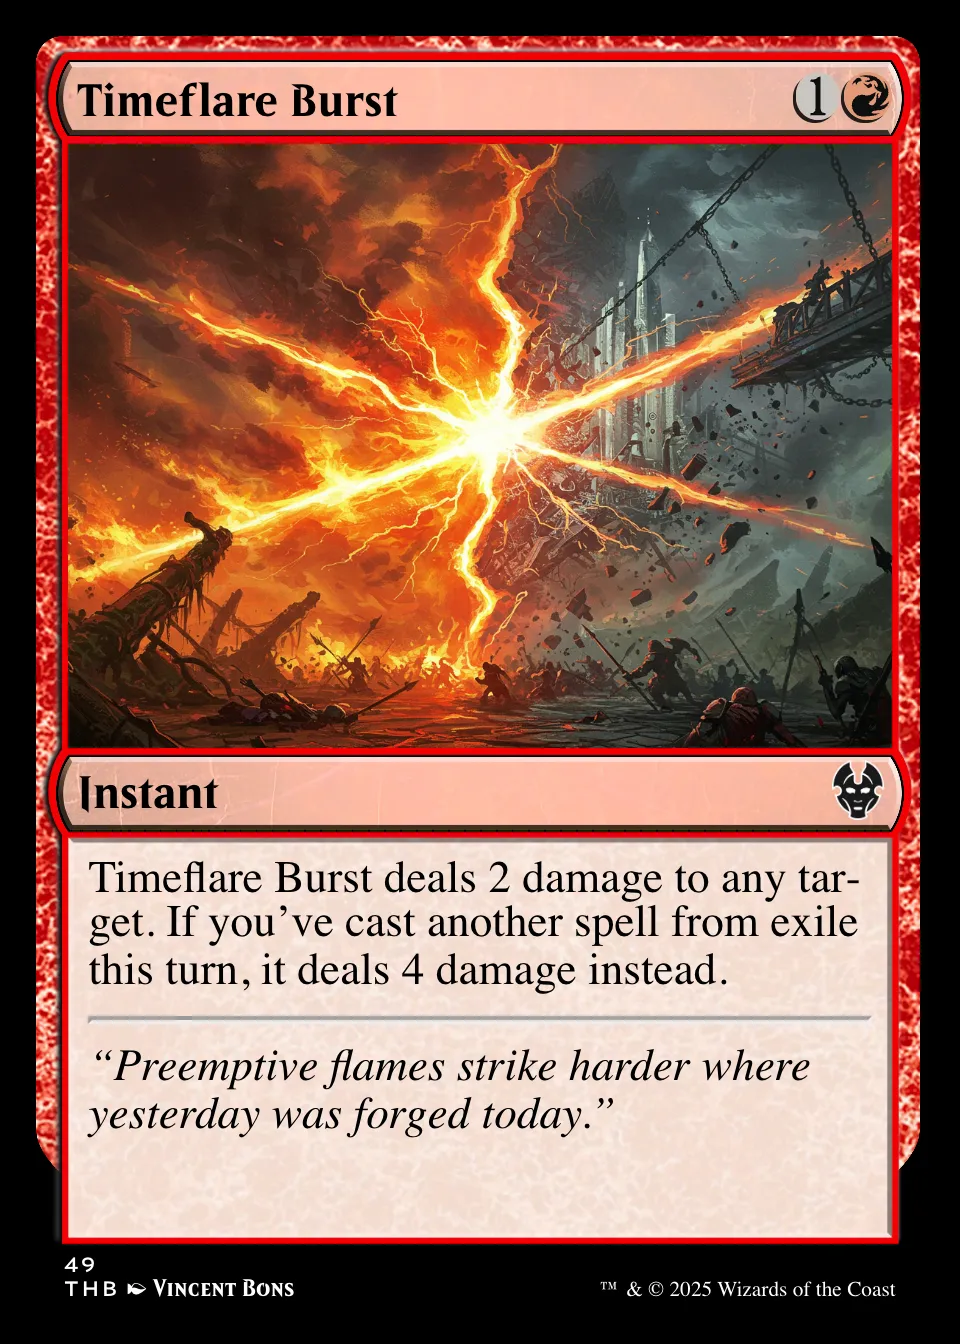 Timeflare Burst 1
Instant
Timeflare Burst deals 2 damage to any tar-
get. If you’ve cast another spell from exile
this turn, it deals 4 damage instead.
“Preemptive flames strike harder where
yesterday was forged today.”
49
THB Vincent Bons
™ & © 2025 Wizards of the Coast